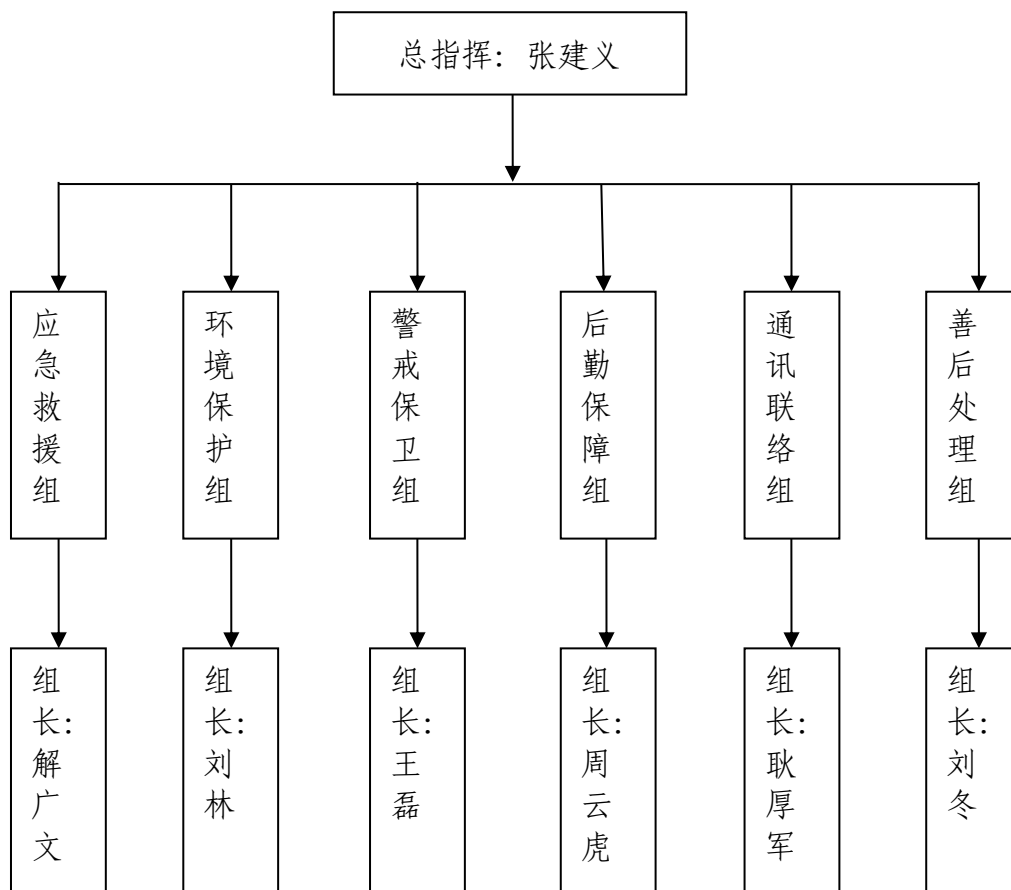 总指挥：张建义
应急救援组
环境保护组
警戒保卫组
后勤保障组
通讯联络组
善后处理组
组长：解广文
组长：刘林
组长：王磊
组长：周云虎
组长：耿厚军
组长：刘冬